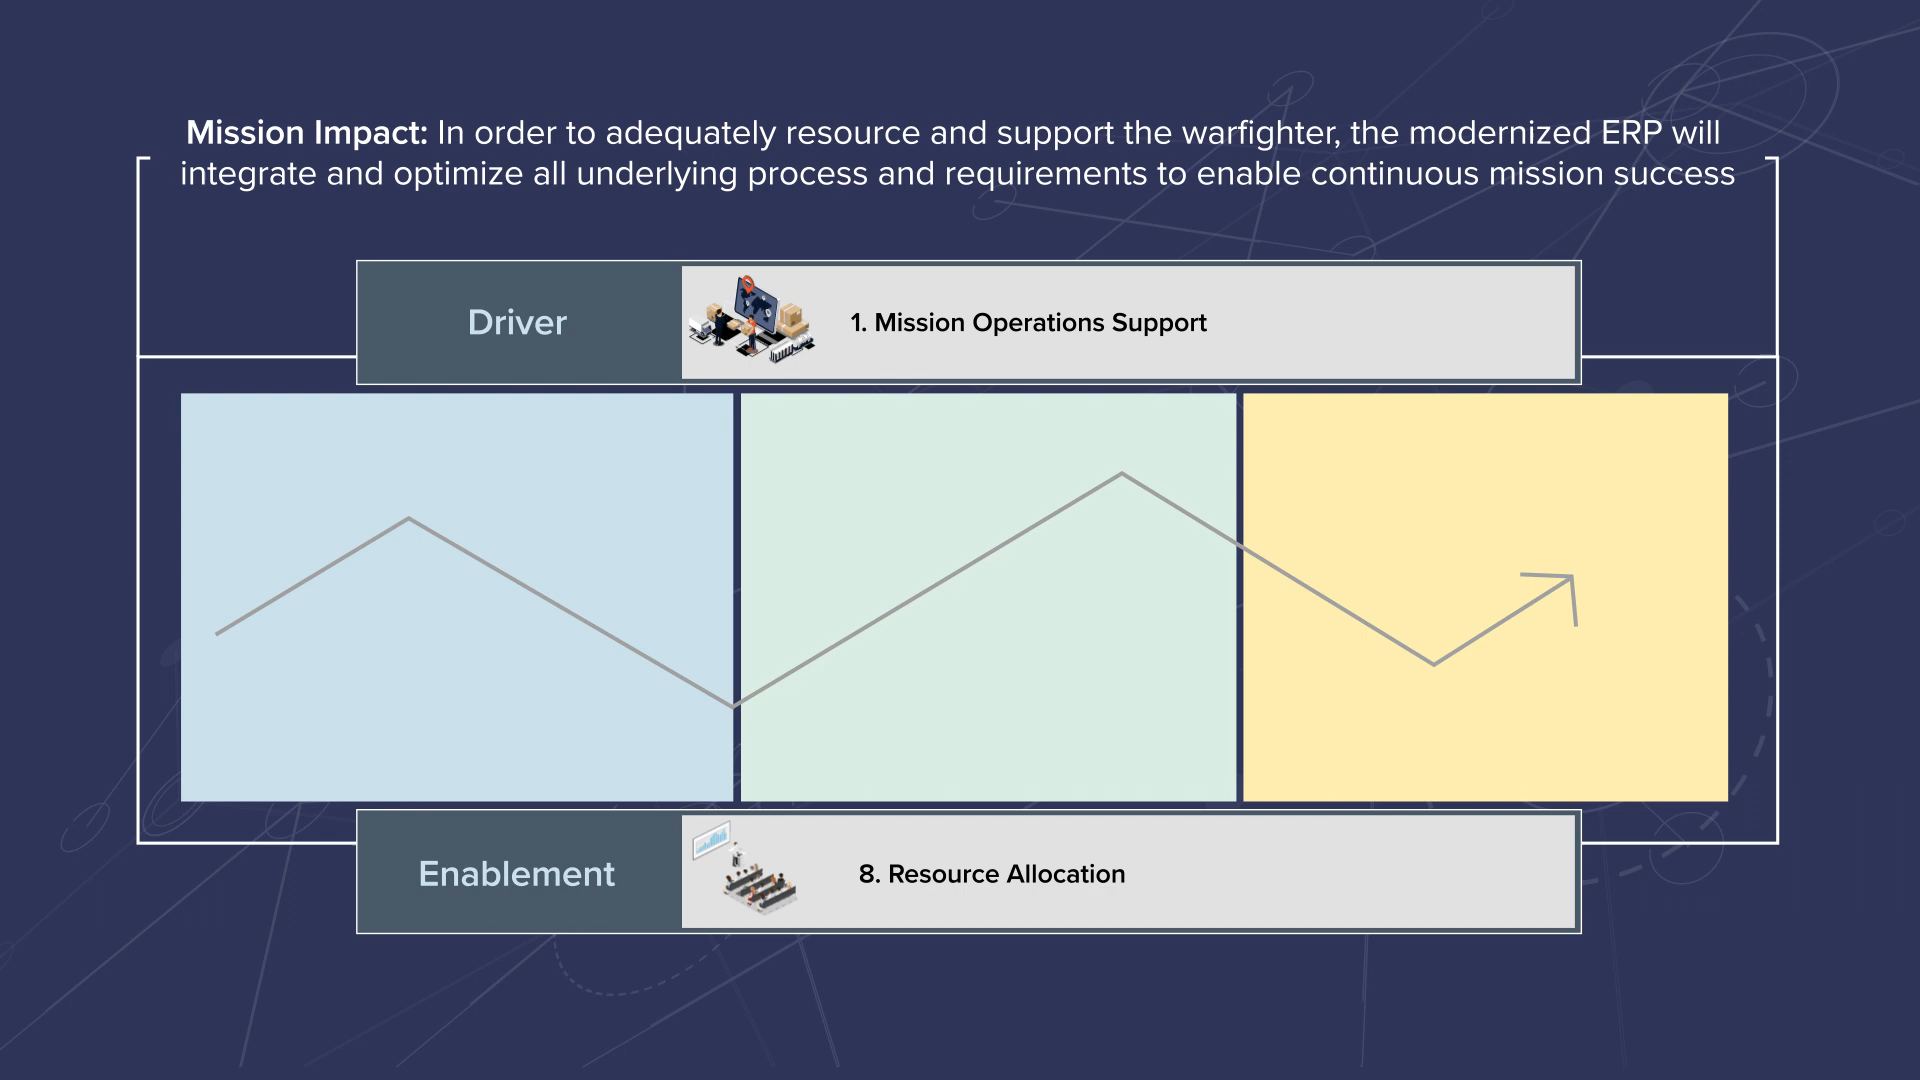 Mission Impact: In order to adequately resource and support the warfighter, the modernized ERP will
integrate and optimize all underlying process and requirements to enable continuous mission success
Driver
1. Mission Operations Support
Enablement
8. Resource Allocation